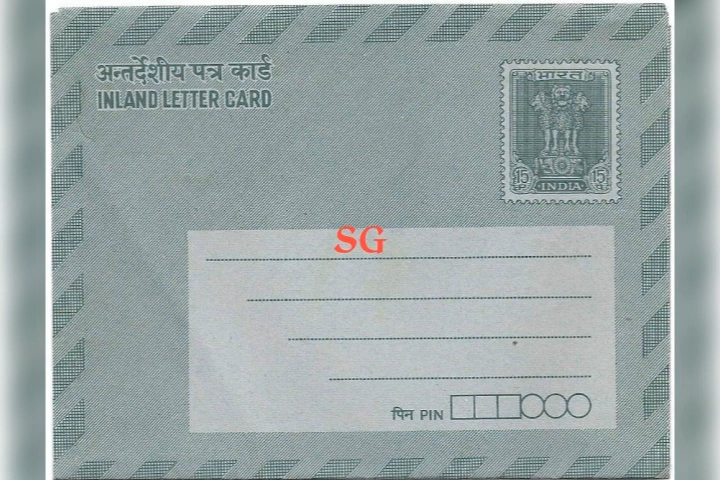 अन्तर्देशीय पत्र कार्ड
INLAND LETTER CARD
भारत
15 15
INDIA
SG
पिन PIN